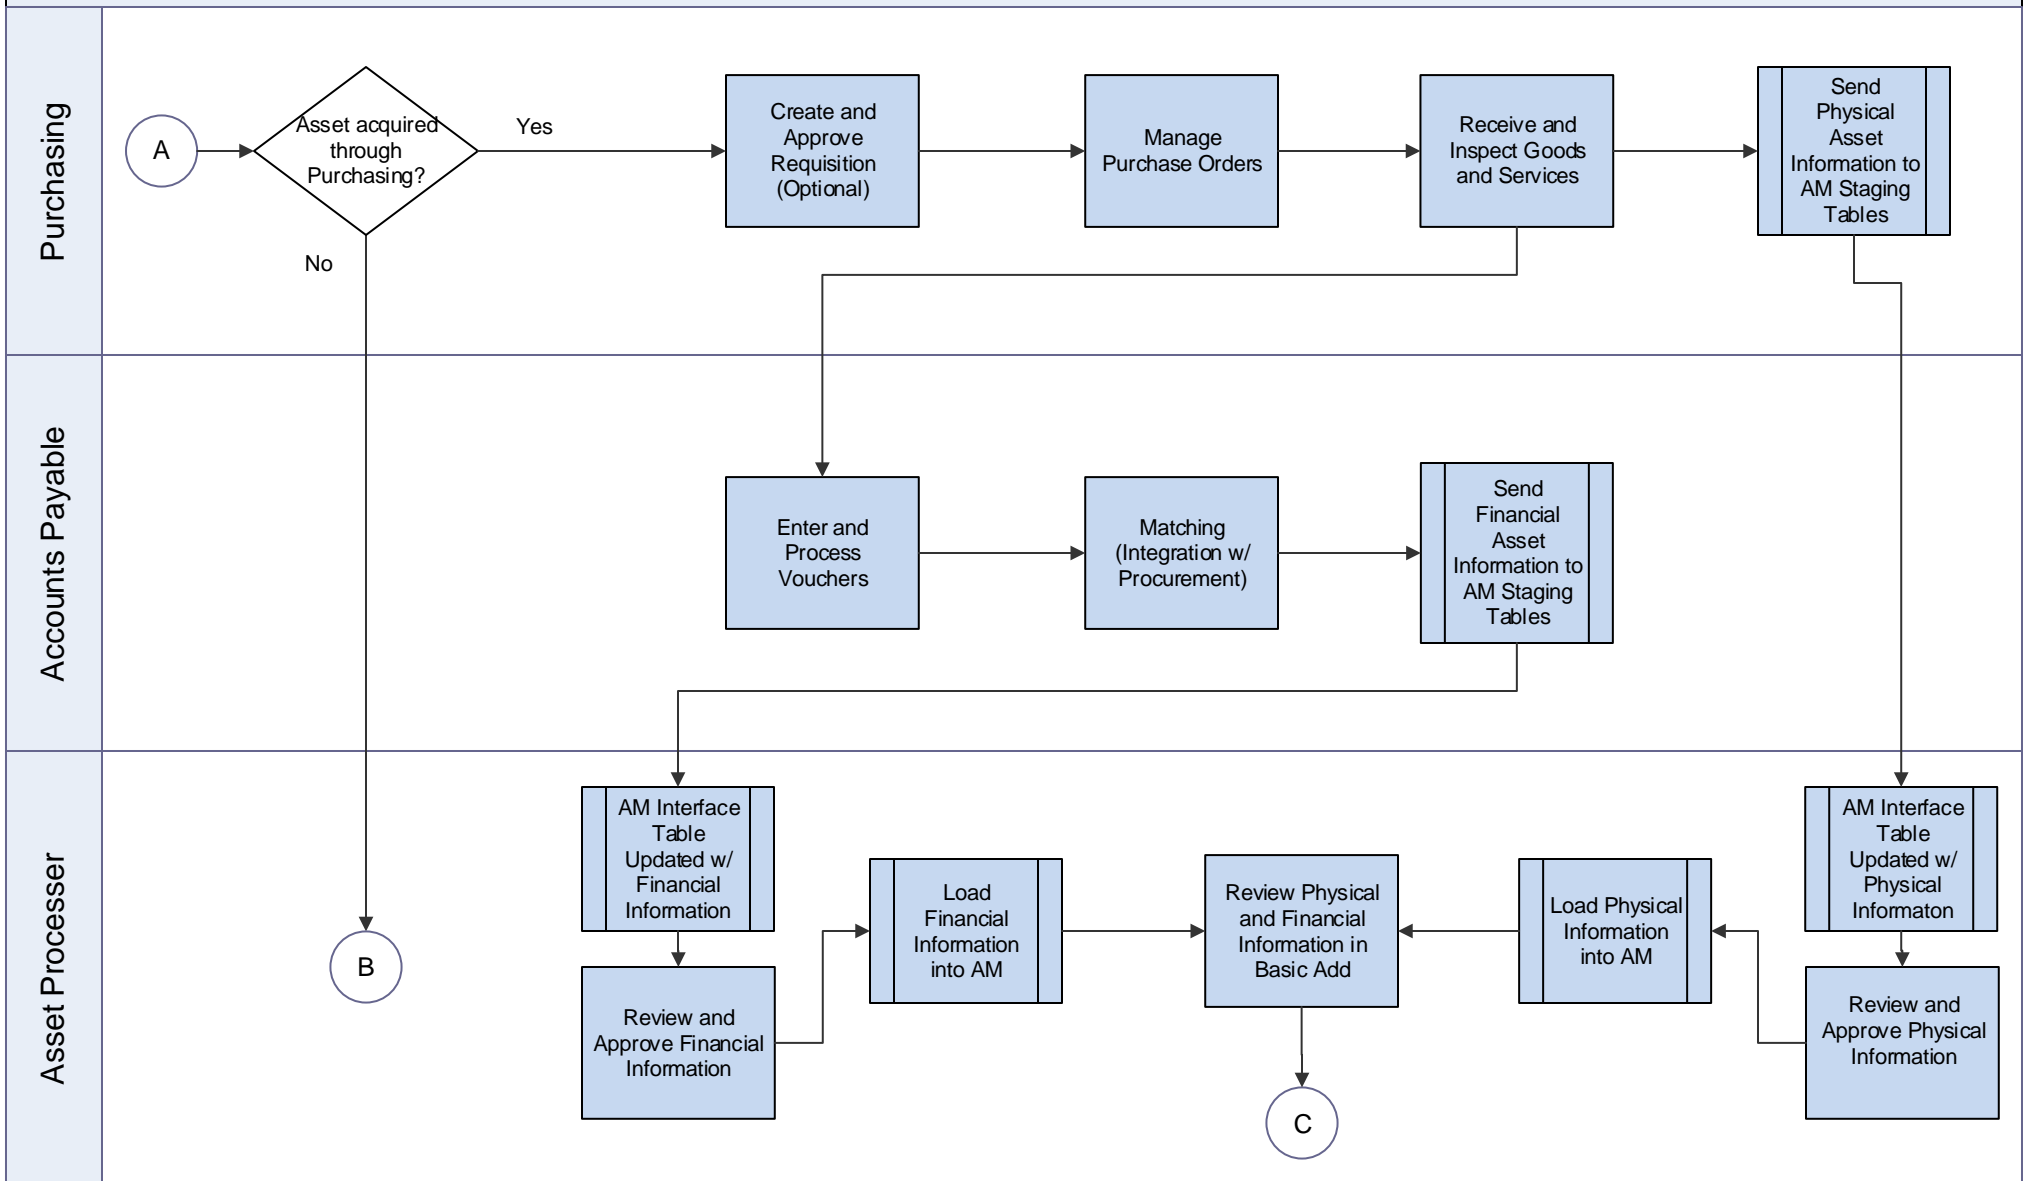 Purchasing
A
Asset acquired
through
Purchasing?
Yes
No
Create and
Approve
Requisition
(Optional)
Manage
Purchase Orders
Receive and
Inspect Goods
and Services
Send
Physical
Asset
Information to
AM Staging
Tables
Accounts Payable
Enter and
Process
Vouchers
Matching
(Integration w/
Procurement)
Send
Financial
Asset
Information to
AM Staging
Tables
Asset Processer
B
AM Interface
Table
Updated w/
Financial
Information
Review and
Approve Financial
Information
Load
Financial
Information
into AM
Review Physical
and Financial
Information in
Basic Add
C
Load Physical
Information
into AM
AM Interface
Table
Updated w/
Physical
Informaton
Review and
Approve Physical
Information